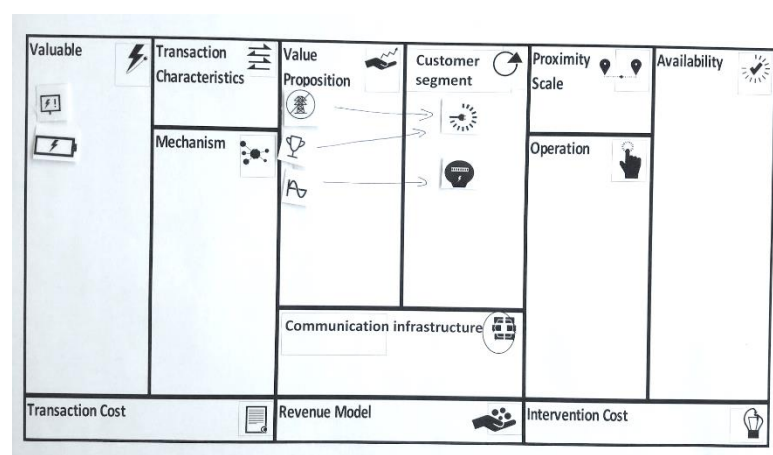 Valuable
Transaction
Characteristics
Mechanism
Value
Proposition
Customer
segment
Communication infrastructure
Proximity
Scale
Operation
Availability
Transaction Cost
Revenue Model
Intervention Cost